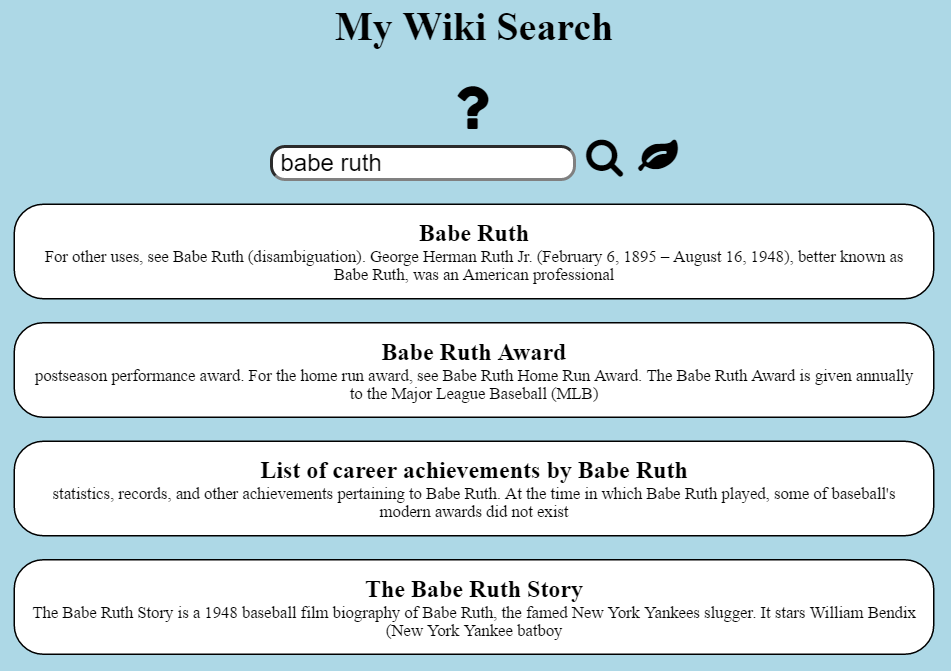 My Wiki Search
?
babe ruth
Babe Ruth
For other uses, see Babe Ruth (disambiguation). George Herman Ruth Jr. (February 6, 1895 – August 16, 1948), better known as
Babe Ruth, was an American professional
Babe Ruth Award
postseason performance award. For the home run award, see Babe Ruth Home Run Award. The Babe Ruth Award is given annually
to the Major League Baseball (MLB)
List of career achievements by Babe Ruth
statistics, records, and other achievements pertaining to Babe Ruth. At the time in which Babe Ruth played, some of baseball's
modern awards did not exist
The Babe Ruth Story
The Babe Ruth Story is a 1948 baseball film biography of Babe Ruth, the famed New York Yankees slugger. It stars William Bendix
(New York Yankee batboy